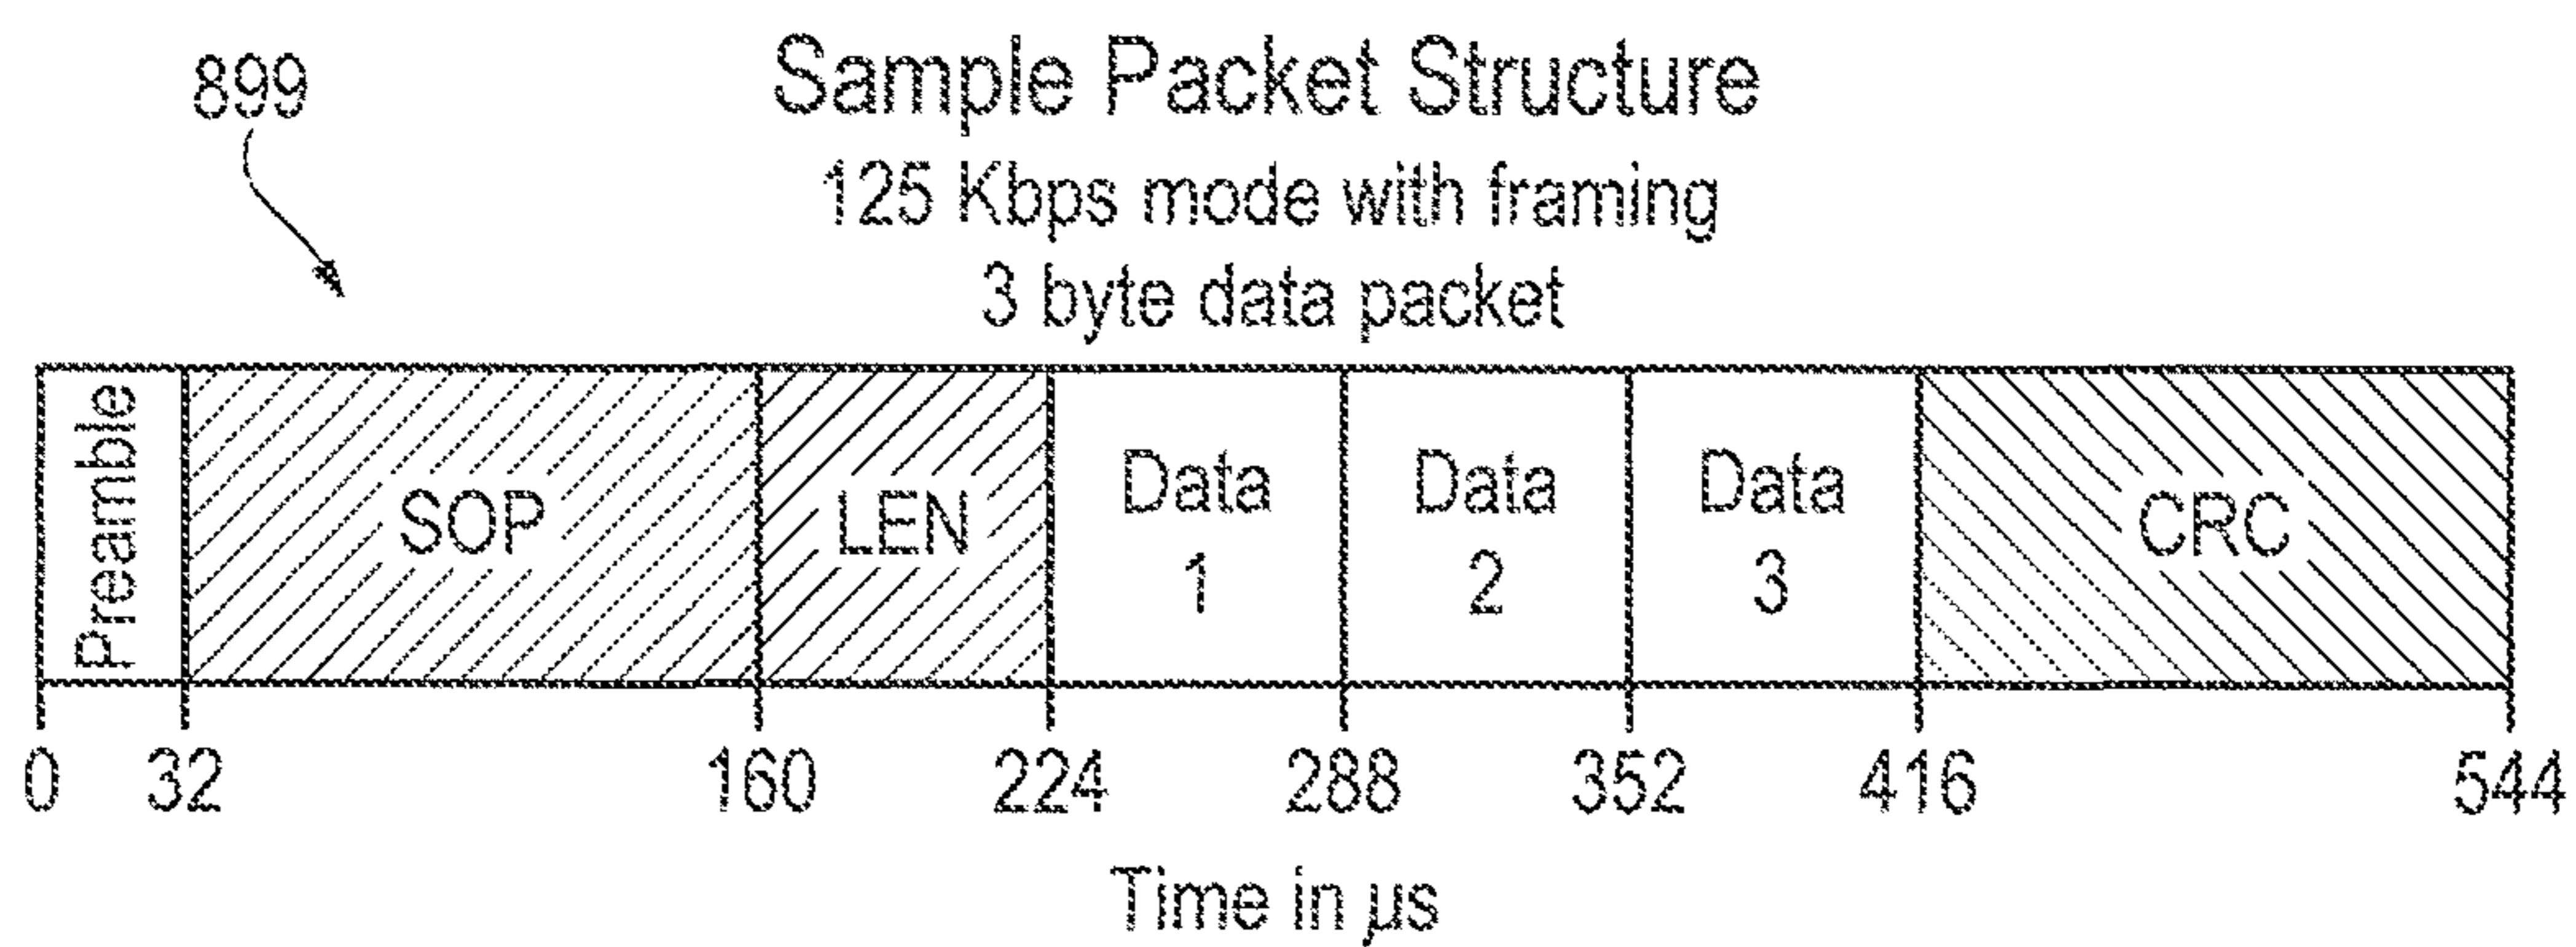 899
Sample Packet Structure
125 Kbps mode with framing
3 byte data packet
Preamble
SOP
LEN
Data
1
Data
2
Data
3
CRC
0 32 160 224 288 352 416 544
Time in µs